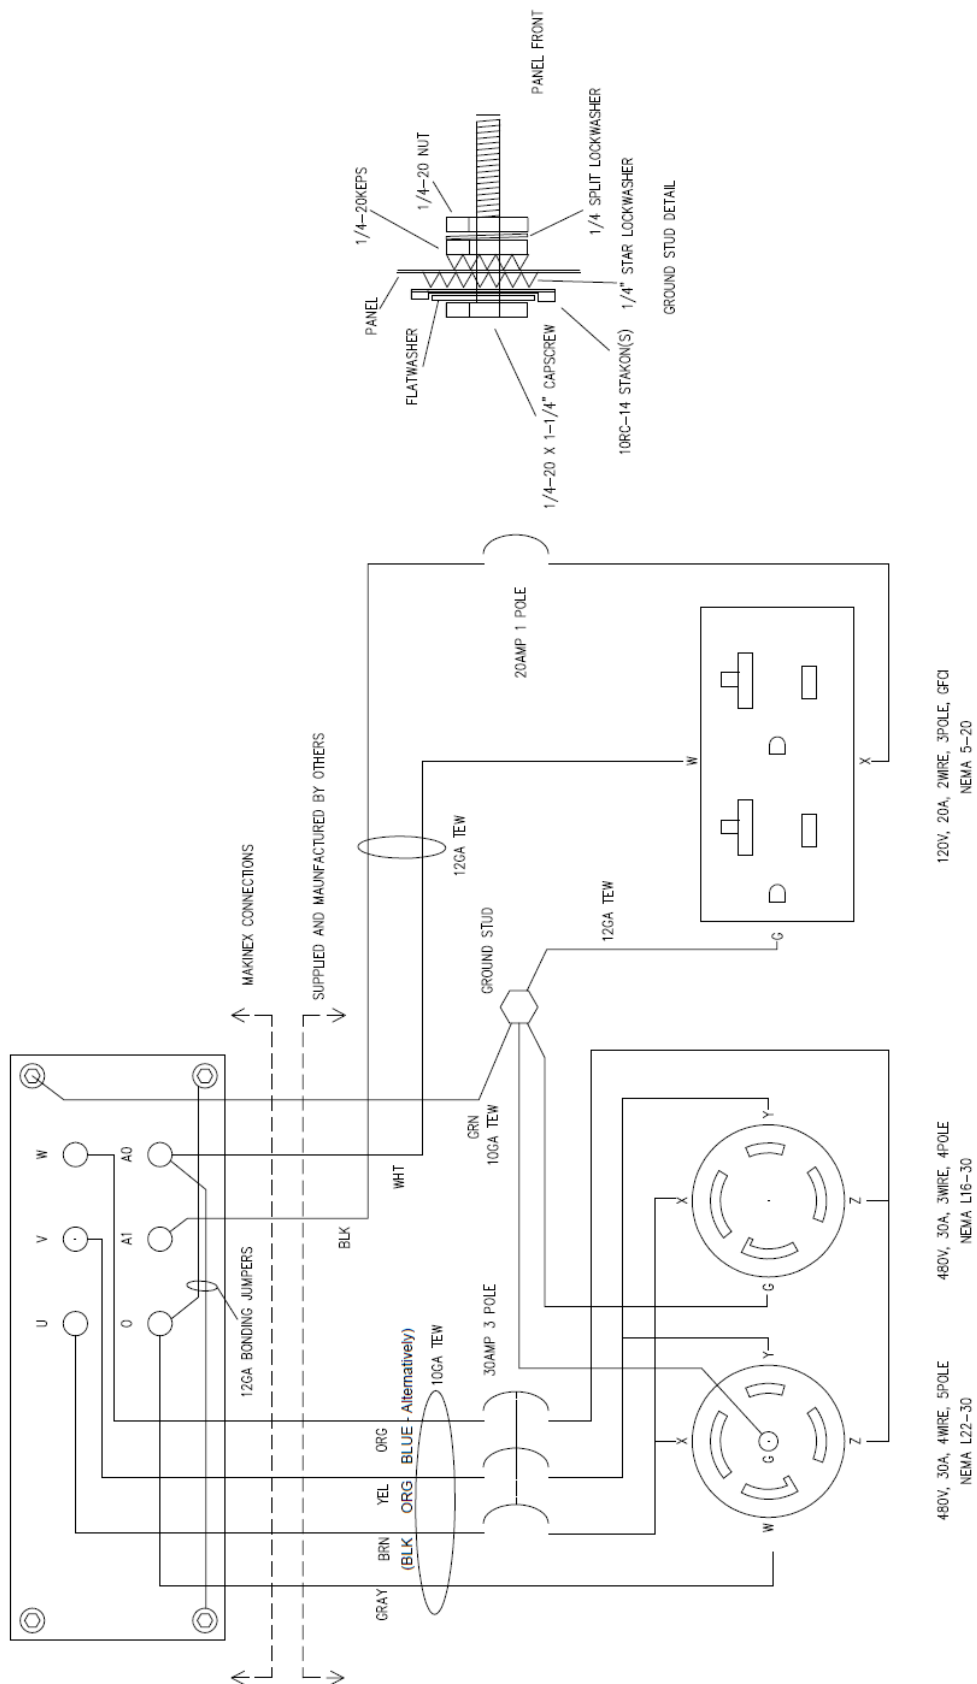 U
V
W
O
A1
A0
12GA BONDING JUMPERS
MAKINEX CONNECTIONS
SUPPLIED AND MAUNFACTURED BY OTHERS
GRAY
BRN
YEL
ORG
(BLK
ORG
BLUE - Alternatively)
10GA TEW
30AMP 3 POLE
BLK
WHT
GRN
10GA TEW
GROUND STUD
12GA TEW
12GA TEW
20AMP 1 POLE
W
X
Y
Z
G
480V, 30A, 4WIRE, 5POLE
NEMA L22-30
G
X
Y
Z
480V, 30A, 3WIRE, 4POLE
NEMA L16-30
G
W
X
120V, 20A, 2WIRE, 3POLE, GFCI
NEMA 5-20
PANEL
FLATWASHER
1/4-20KEPS
1/4-20 NUT
PANEL FRONT
1/4-20 X 1-1/4" CAPSCREW
10RC-14 STAKON(S)
1/4" STAR LOCKWASHER
1/4 SPLIT LOCKWASHER
GROUND STUD DETAIL